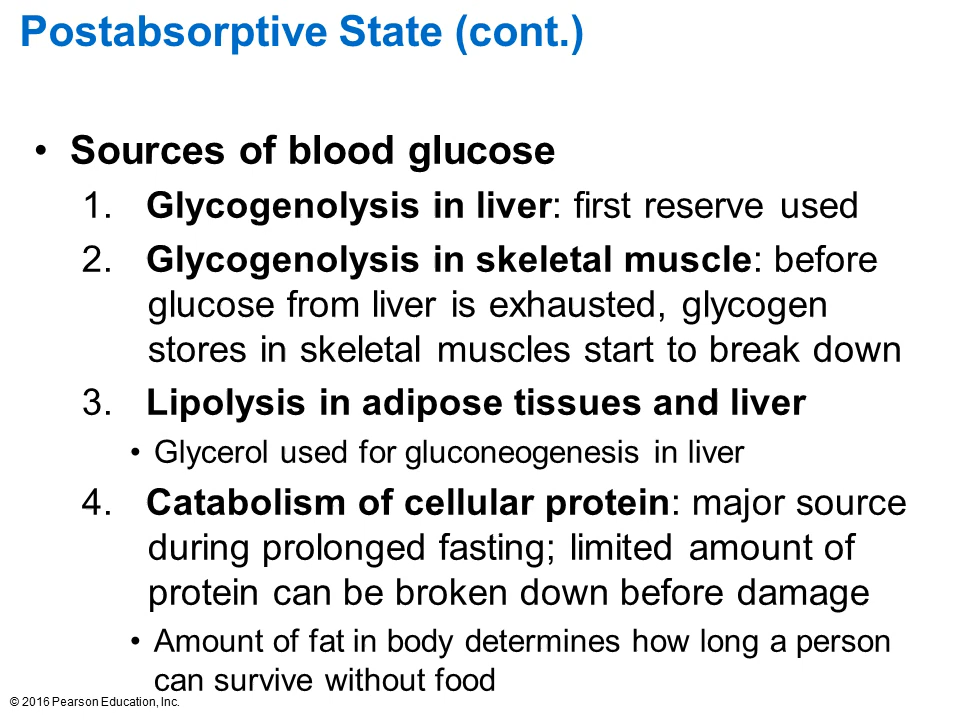 Postabsorptive State (cont.)
• Sources of blood glucose
1. Glycogenolysis in liver: first reserve used
2. Glycogenolysis in skeletal muscle: before
glucose from liver is exhausted, glycogen
stores in skeletal muscles start to break down
3. Lipolysis in adipose tissues and liver
• Glycerol used for gluconeogenesis in liver
4. Catabolism of cellular protein: major source
during prolonged fasting; limited amount of
protein can be broken down before damage
• Amount of fat in body determines how long a person
can survive without food
© 2016 Pearson Education, Inc.